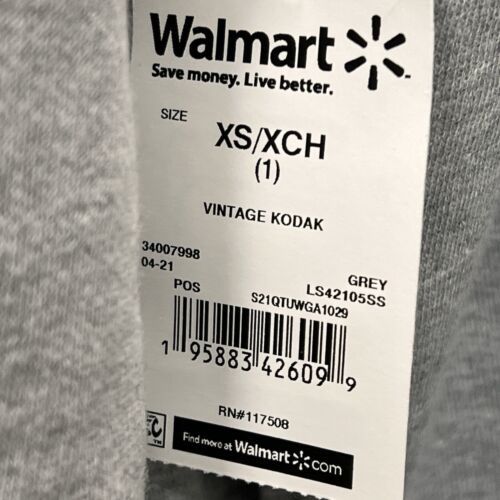 Walmart
Save money. Live better.
SIZE
XS/XCH
(1)
VINTAGE KODAK
34007998
04-21
GREY
LS42105SS
POS
S21QTUWGA1029
1 95883 42609 9
RN#117508
Find more at Walmart.com